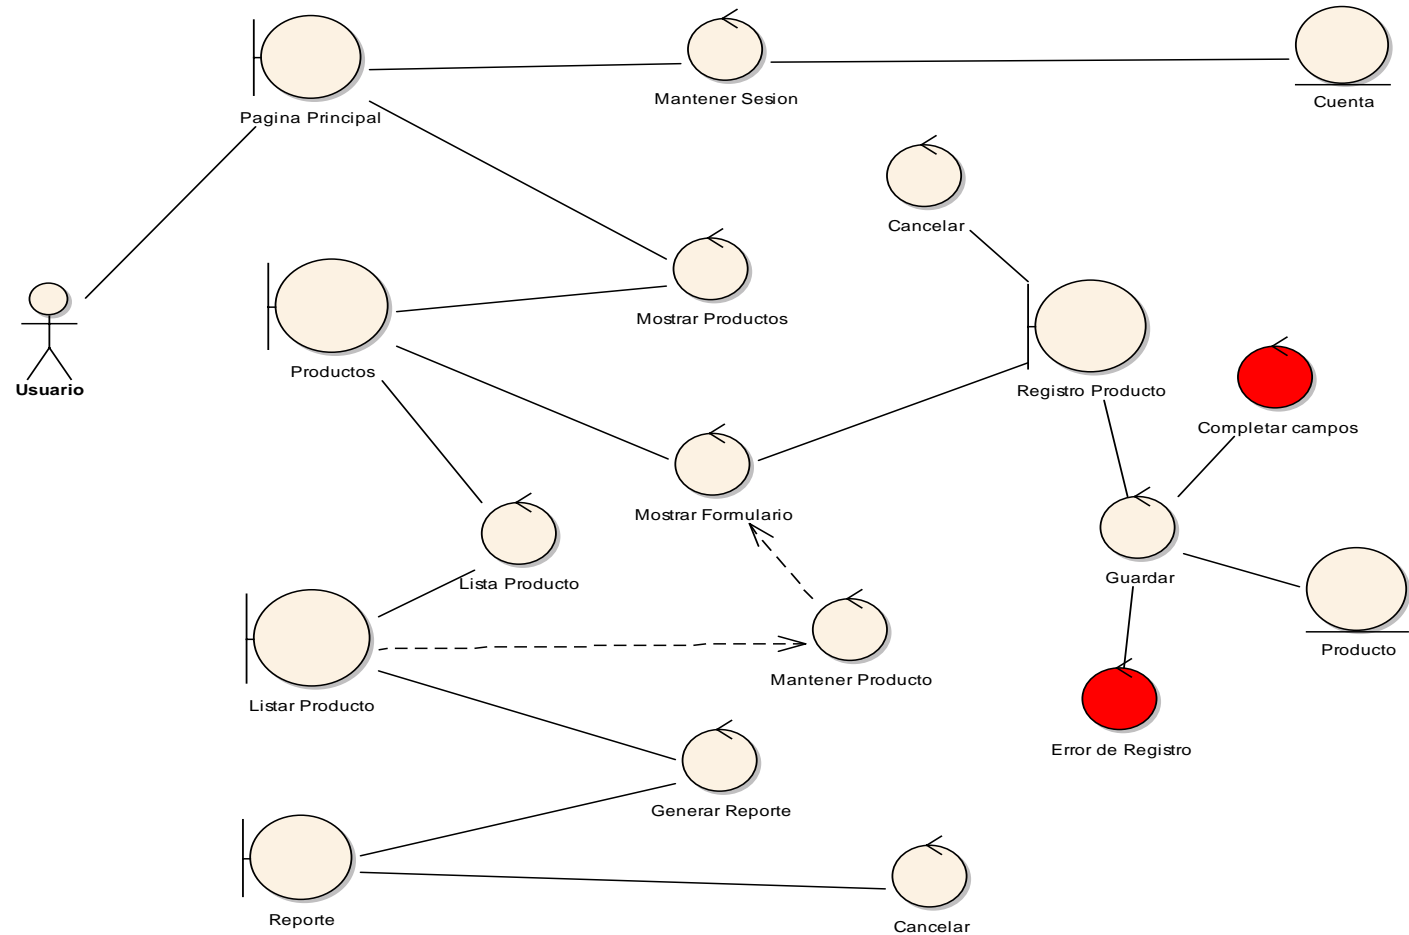 Pagina Principal
Mantener Sesion
Cuenta
Cancelar
Mostrar Productos
Productos
Usuario
Registro Producto
Completar campos
Mostrar Formulario
Lista Producto
Guardar
Producto
Mantener Producto
Listar Producto
Error de Registro
Generar Reporte
Reporte
Cancelar